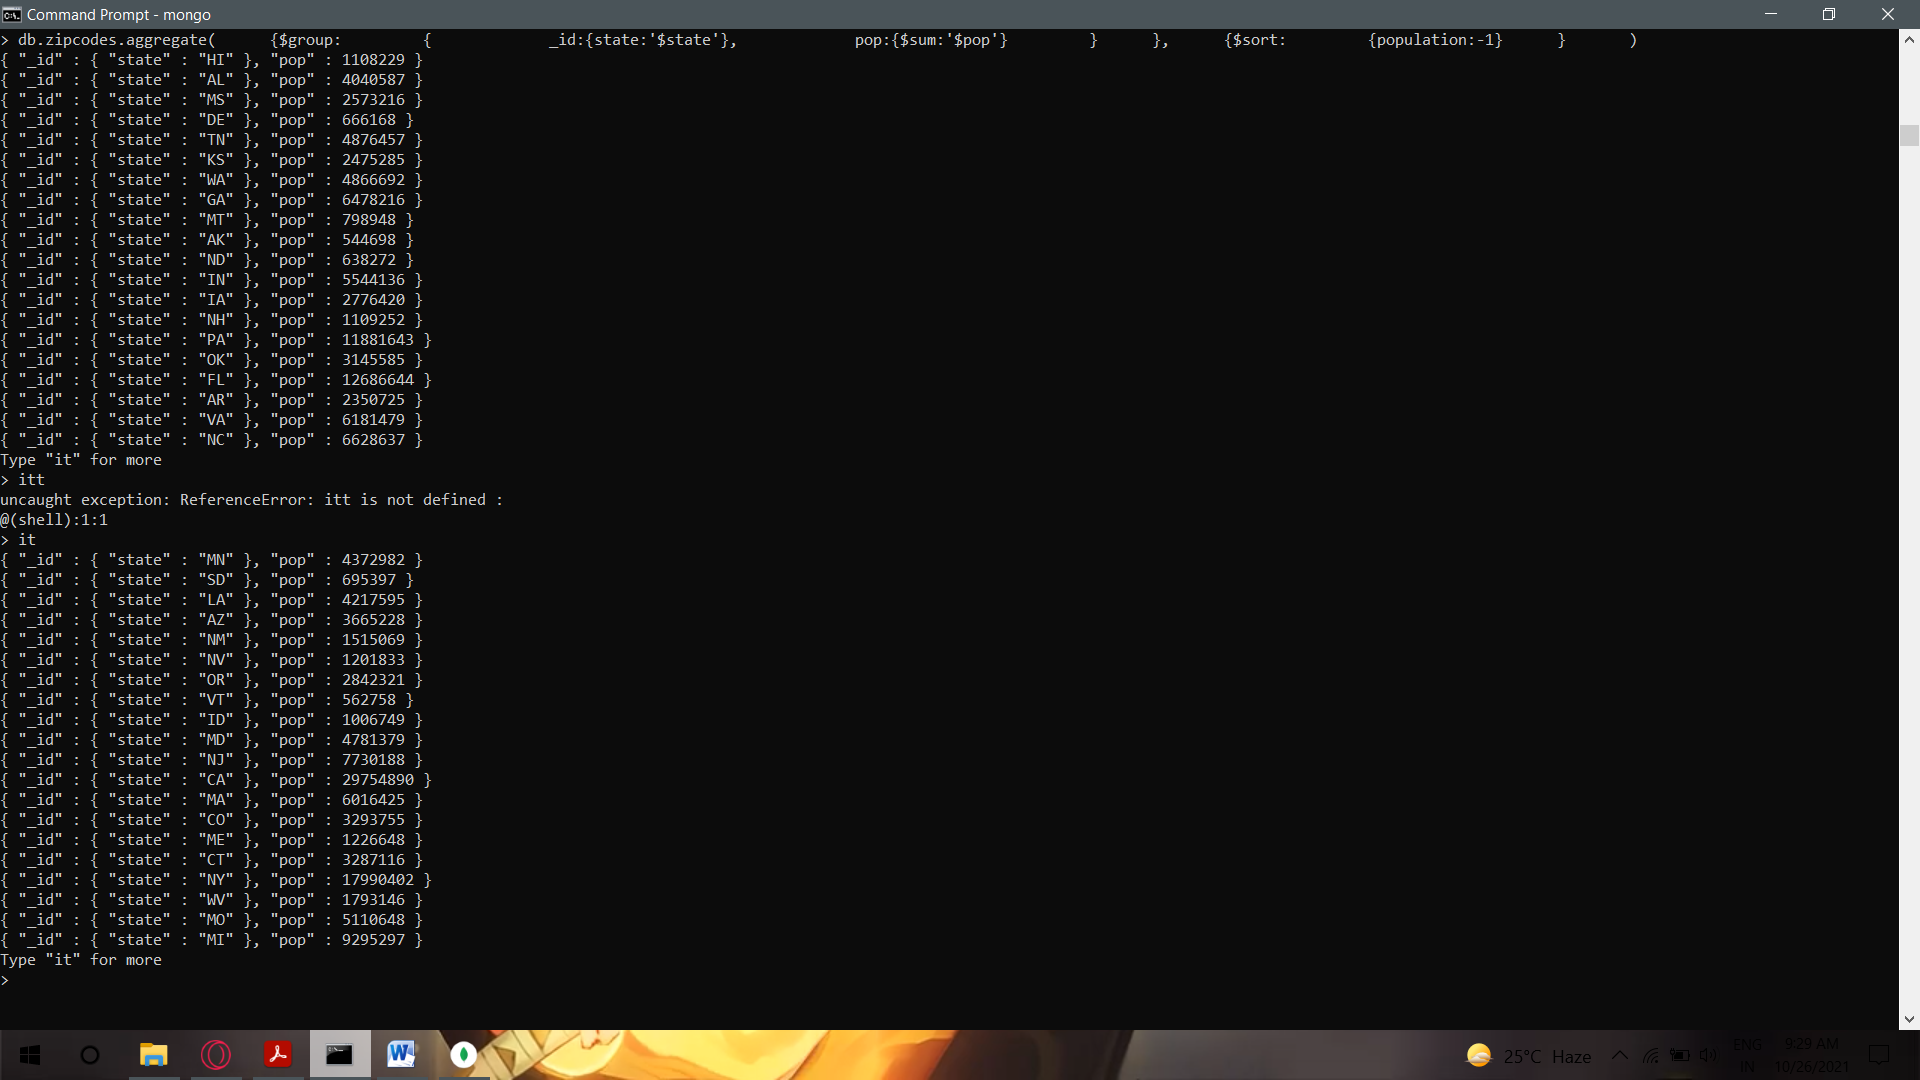 Command Prompt - mongo
> db.zipcodes.aggregate( {$group: { _id:{state:'$state'}, pop:{$sum:'$pop'} } }, {$sort: {population:-1} } )
{ "_id" : { "state" : "HI" }, "pop" : 1108229 }
{ "_id" : { "state" : "AL" }, "pop" : 4040587 }
{ "_id" : { "state" : "MS" }, "pop" : 2573216 }
{ "_id" : { "state" : "DE" }, "pop" : 666168 }
{ "_id" : { "state" : "TN" }, "pop" : 4876457 }
{ "_id" : { "state" : "KS" }, "pop" : 2475285 }
{ "_id" : { "state" : "WA" }, "pop" : 4866692 }
{ "_id" : { "state" : "GA" }, "pop" : 6478216 }
{ "_id" : { "state" : "MT" }, "pop" : 798948 }
{ "_id" : { "state" : "AK" }, "pop" : 544698 }
{ "_id" : { "state" : "ND" }, "pop" : 638272 }
{ "_id" : { "state" : "IN" }, "pop" : 5544136 }
{ "_id" : { "state" : "IA" }, "pop" : 2776420 }
{ "_id" : { "state" : "NH" }, "pop" : 1109252 }
{ "_id" : { "state" : "PA" }, "pop" : 11881643 }
{ "_id" : { "state" : "OK" }, "pop" : 3145585 }
{ "_id" : { "state" : "FL" }, "pop" : 12686644 }
{ "_id" : { "state" : "AR" }, "pop" : 2350725 }
{ "_id" : { "state" : "VA" }, "pop" : 6181479 }
{ "_id" : { "state" : "NC" }, "pop" : 6628637 }
Type "it" for more
> itt
uncaught exception: ReferenceError: itt is not defined :
@(shell):1:1
> it
{ "_id" : { "state" : "MN" }, "pop" : 4372982 }
{ "_id" : { "state" : "SD" }, "pop" : 695397 }
{ "_id" : { "state" : "LA" }, "pop" : 4217595 }
{ "_id" : { "state" : "AZ" }, "pop" : 3665228 }
{ "_id" : { "state" : "NM" }, "pop" : 1515069 }
{ "_id" : { "state" : "NV" }, "pop" : 1201833 }
{ "_id" : { "state" : "OR" }, "pop" : 2842321 }
{ "_id" : { "state" : "VT" }, "pop" : 562758 }
{ "_id" : { "state" : "ID" }, "pop" : 1006749 }
{ "_id" : { "state" : "MD" }, "pop" : 4781379 }
{ "_id" : { "state" : "NJ" }, "pop" : 7730188 }
{ "_id" : { "state" : "CA" }, "pop" : 29754890 }
{ "_id" : { "state" : "MA" }, "pop" : 6016425 }
{ "_id" : { "state" : "CO" }, "pop" : 3293755 }
{ "_id" : { "state" : "ME" }, "pop" : 1226648 }
{ "_id" : { "state" : "CT" }, "pop" : 3287116 }
{ "_id" : { "state" : "NY" }, "pop" : 17990402 }
{ "_id" : { "state" : "WV" }, "pop" : 1793146 }
{ "_id" : { "state" : "MO" }, "pop" : 5110648 }
{ "_id" : { "state" : "MI" }, "pop" : 9295297 }
Type "it" for more
>
25°C Haze
ENG
IN
9:29 AM
10/26/2021